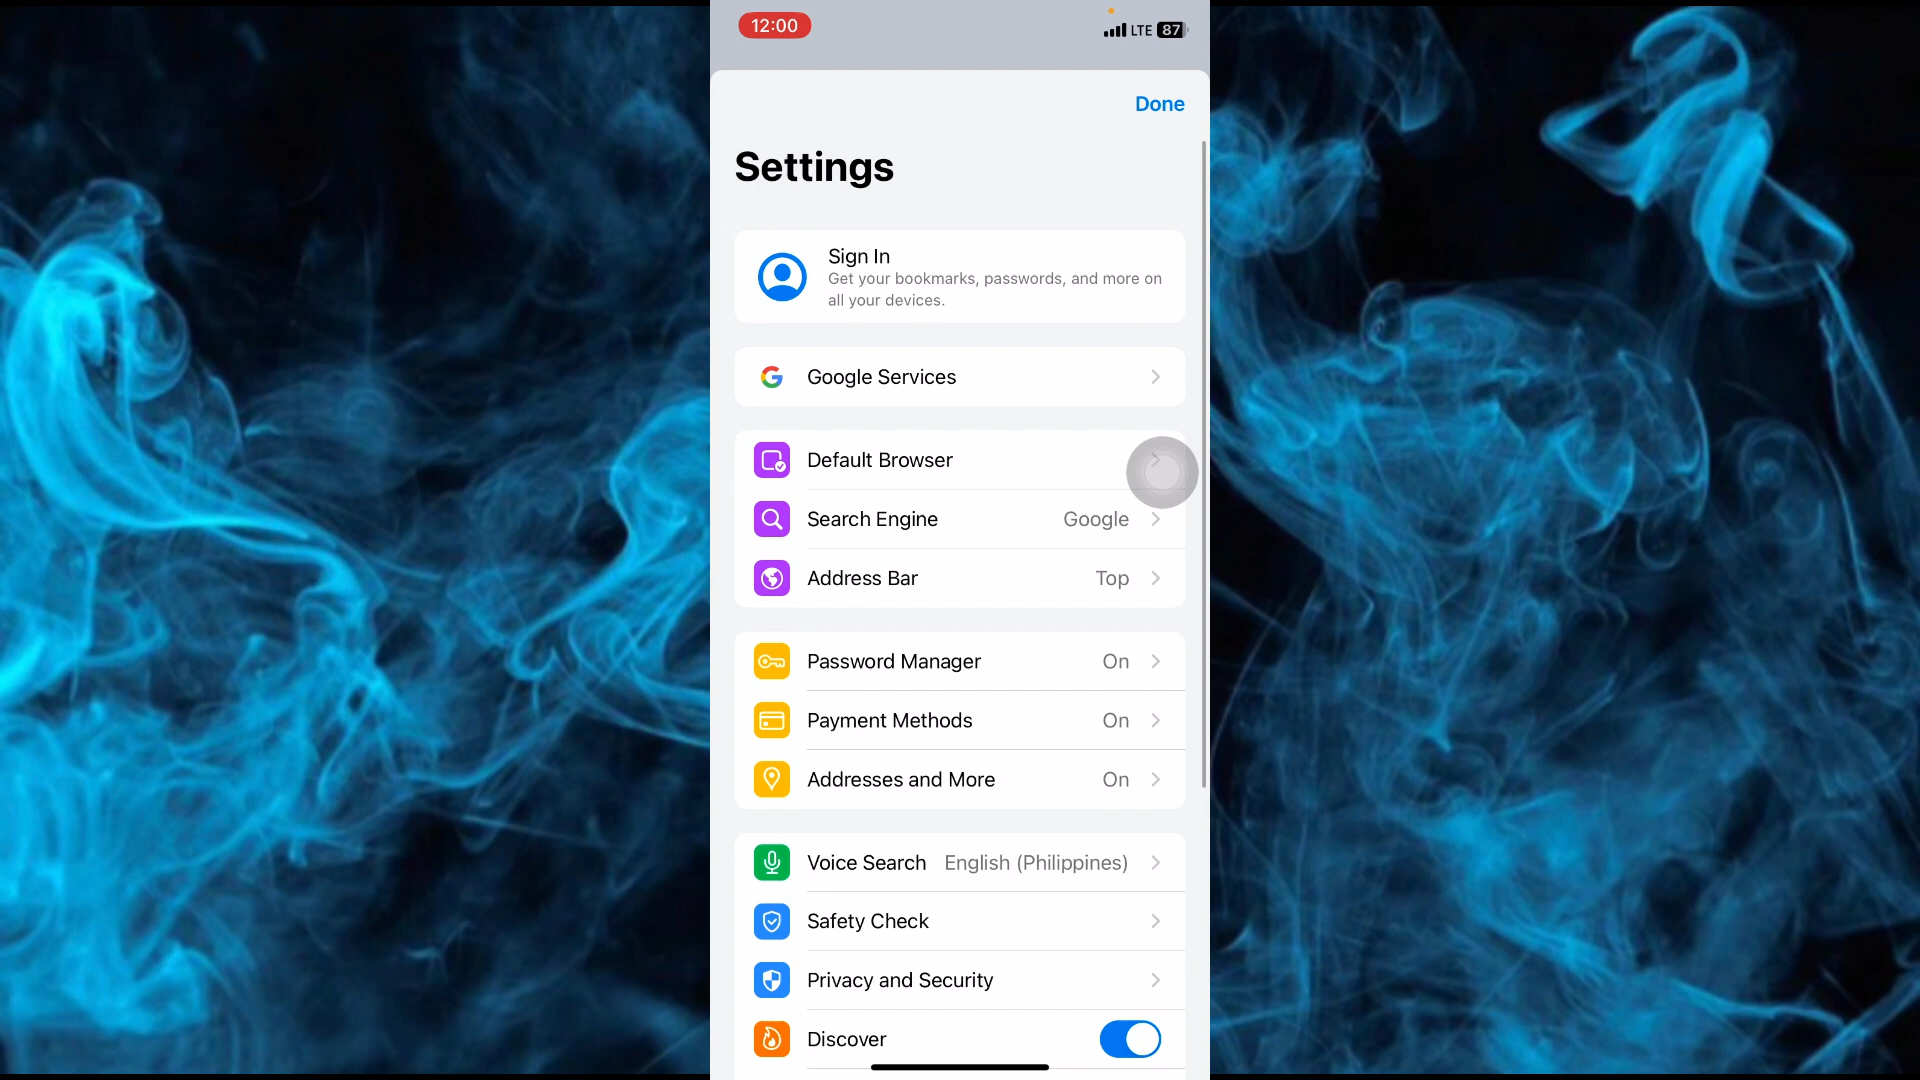 12:00 LTE 87
Done
Settings
Sign In
Get your bookmarks, passwords, and more on
all your devices.
Google Services
Default Browser
Search Engine Google
Address Bar Top
Password Manager On
Payment Methods On
Addresses and More On
Voice Search English (Philippines)
Safety Check
Privacy and Security
Discover